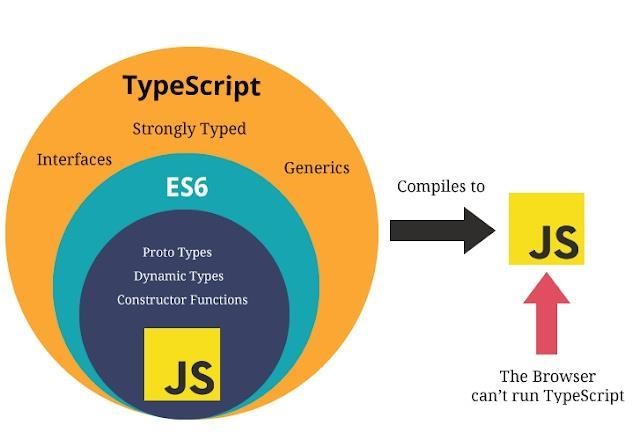 TypeScript
Strongly Typed
Interfaces
Generics
ES6
Proto Types
Dynamic Types
Constructor Functions
JS
Compiles to
JS
The Browser
can't run TypeScript